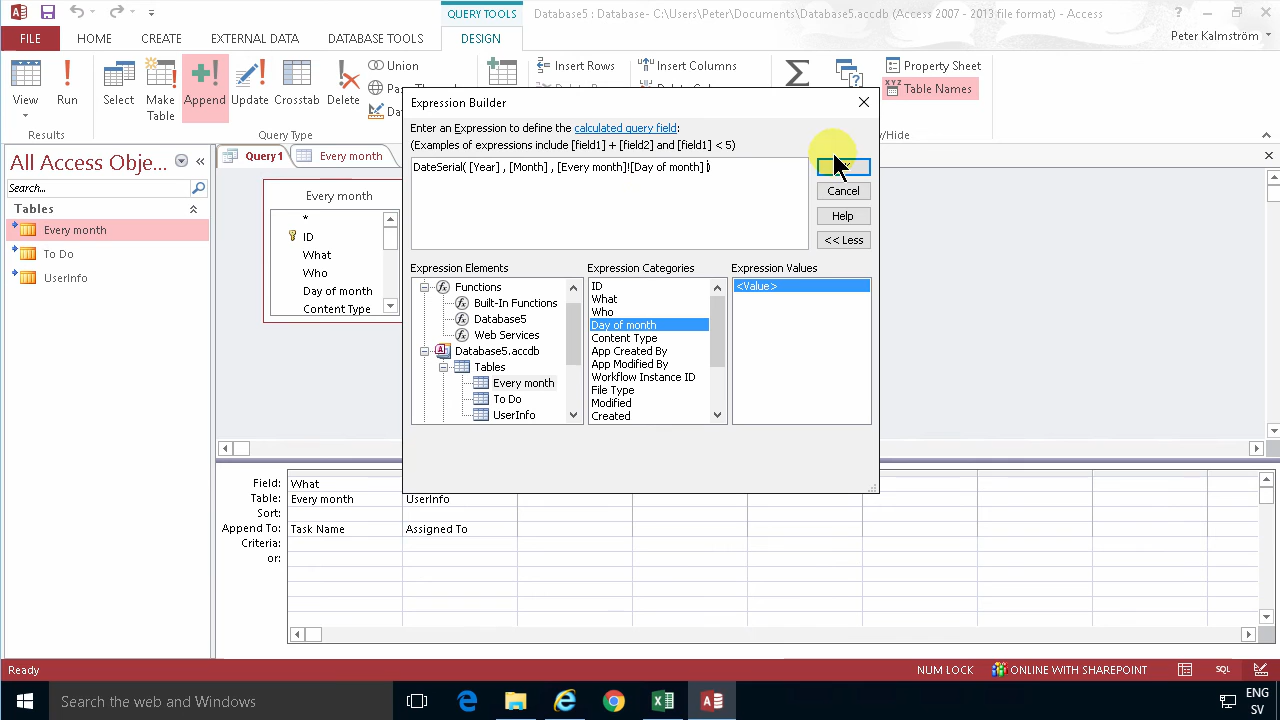 QUERY TOOLS
Database5 : Database- C:\Users\
\Documents\Database5.accdb (Access 2007 - 2013 file format) - Access
FILE
HOME
CREATE
EXTERNAL DATA
DATABASE TOOLS
DESIGN
Peter Kalmström
View
Run
Select
Make Table
Append
Update
Crosstab
Delete
Union
Insert Rows
Insert Columns
Property Sheet
Table Names
Results
Query Type
All Access Obje...
Search...
Tables
Every month
To Do
UserInfo
Query1
Every month
Every month
*
ID
What
Who
Day of month
Content Type
Expression Builder
Enter an Expression to define the calculated query field:
(Examples of expressions include [field1] + [field2] and [field1] < 5)
DateSerial( [Year] , [Month] , [Every month]![Day of month] )
Cancel
Help
<< Less
Expression Elements
Functions
Built-In Functions
Database5
Web Services
Database5.accdb
Tables
Every month
To Do
UserInfo
Expression Categories
ID
What
Who
Day of month
Content Type
App Created By
App Modified By
Workflow Instance ID
File Type
Modified
Created
Expression Values
<Value>
Field: What
Table: Every month UserInfo
Sort:
Append To: Task Name Assigned To
Criteria:
or:
Ready
NUM LOCK
ONLINE WITH SHAREPOINT
SQL
Search the web and Windows
ENG
SV